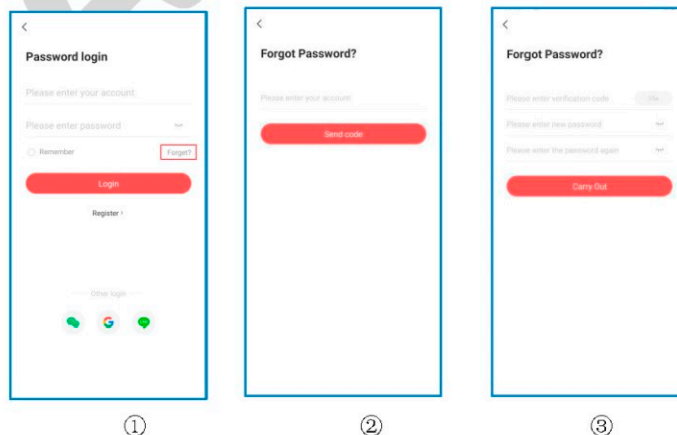 Password login
Please enter your account
Please enter password
Remember
Forget?
Login
Register ›
Other login
①
Forgot Password?
Please enter your account
Send code
②
Forgot Password?
Please enter verification code
Please enter new password
Please enter the password again
Carry Out
③